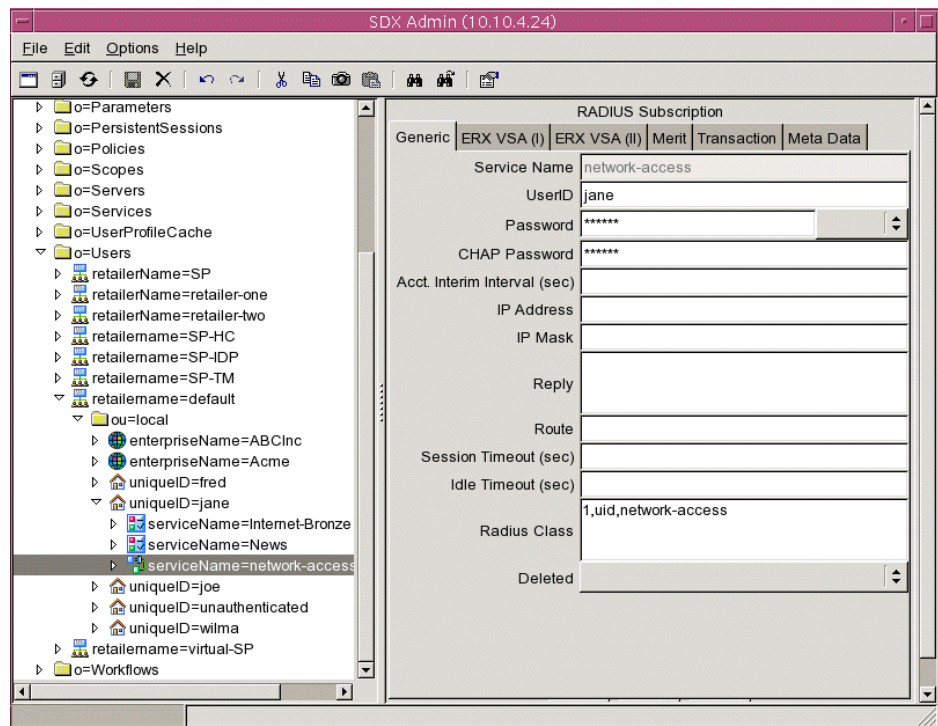 SDX Admin (10.10.4.24)
File Edit Options Help
o=Parameters
o=PersistentSessions
o=Policies
o=Scopes
o=Servers
o=Services
o=UserProfileCache
o=Users
retailerName=SP
retailerName=retailer-one
retailerName=retailer-two
retailername=SP-HC
retailername=SP-IDP
retailername=SP-TM
retailername=default
ou=local
enterpriseName=ABCInc
enterpriseName=Acme
uniqueID=fred
uniqueID=jane
serviceName=Internet-Bronze
serviceName=News
serviceName=network-access
uniqueID=joe
uniqueID=unauthenticated
uniqueID=wilma
retailername=virtual-SP
o=Workflows
RADIUS Subscription
Generic ERX VSA (I) ERX VSA (II) Merit Transaction Meta Data
Service Name network-access
UserID jane
Password ******
CHAP Password ******
Acct. Interim Interval (sec)
IP Address
IP Mask
Reply
Route
Session Timeout (sec)
Idle Timeout (sec)
Radius Class 1,uid,network-access
Deleted